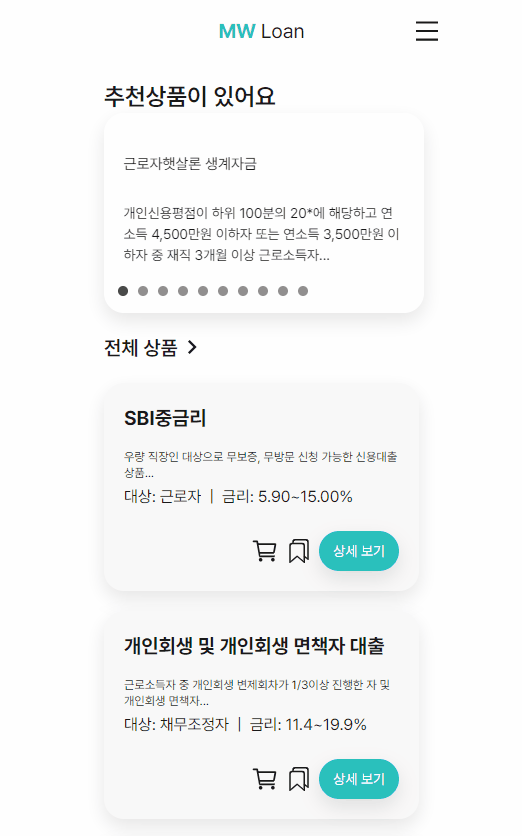 MW Loan
추천상품이 있어요
근로자햇살론 생계자금
개인신용평점이 하위 100분의 20*에 해당하고 연
소득 4,500만원 이하자 또는 연소득 3,500만원 이
하자 중 재직 3개월 이상 근로소득자...
전체 상품
SBI중금리
우량 직장인 대상으로 무보증, 무방문 신청 가능한 신용대출
상품...
대상: 근로자 | 금리: 5.90~15.00%
상세 보기
개인회생 및 개인회생 면책자 대출
근로소득자 중 개인회생 변제회차가 1/3이상 진행한 자 및
개인회생 면책자...
대상: 채무조정자 | 금리: 11.4~19.9%
상세 보기